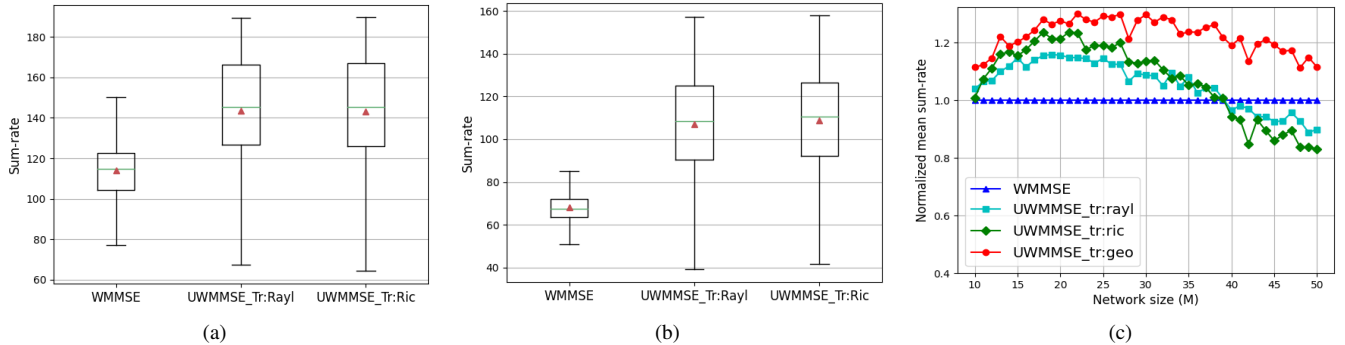 Sum-rate
180
160
140
120
100
80
60
WMMSE
UWMMSE_Tr:Rayl
UWMMSE_Tr:Ric
(a)
Sum-rate
160
140
120
100
80
60
40
WMMSE
UWMMSE_Tr:Rayl
UWMMSE_Tr:Ric
(b)
Normalized mean sum-rate
1.2
1.0
0.8
0.6
0.4
WMMSE
UWMMSE_tr:rayl
UWMMSE_tr:ric
UWMMSE_tr:geo
10 15 20 25 30 35 40 45 50
Network size (M)
(c)